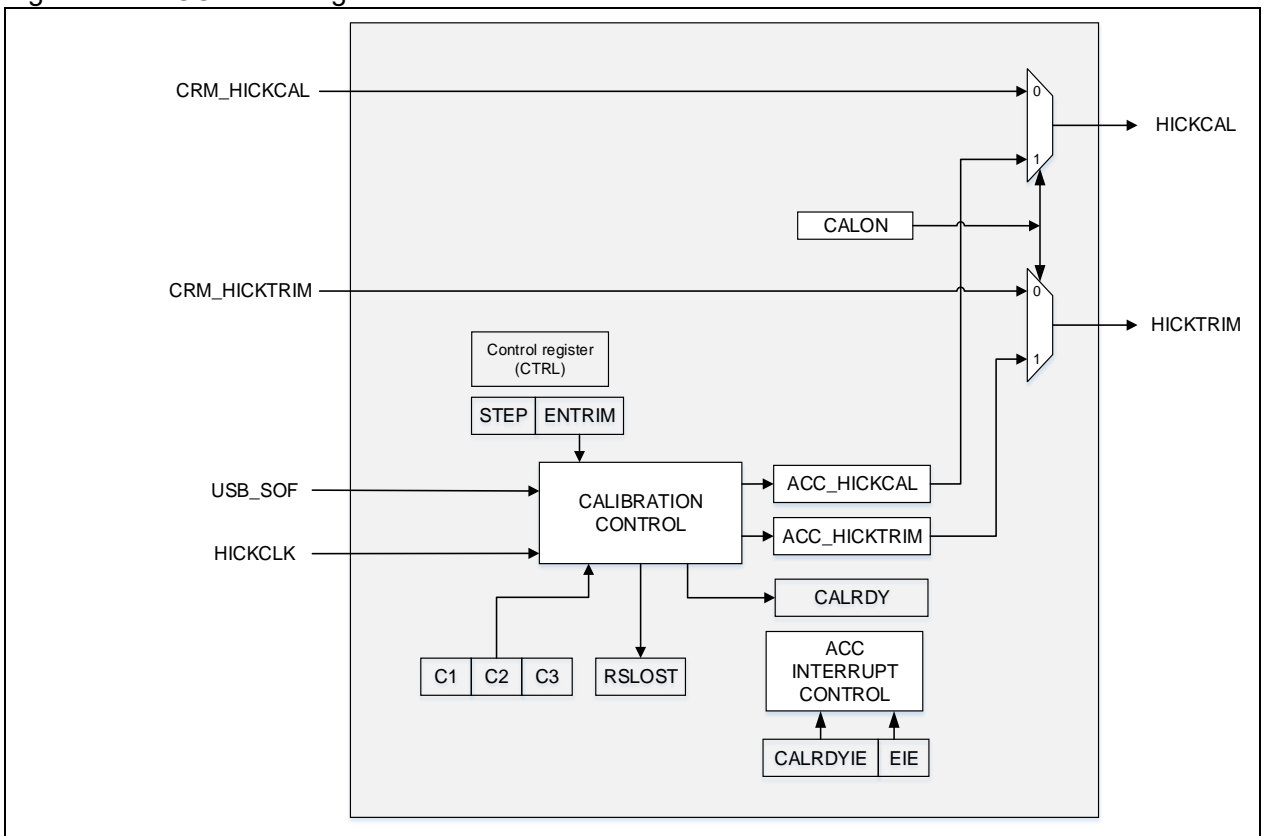 CRM_HICKCAL
0
HICKCAL
1
CALON
CRM_HICKTRIM
0
HICKTRIM
Control register
(CTRL)
1
STEP ENTRIM
USB_SOF
CALIBRATION
CONTROL
ACC_HICKCAL
ACC_HICKTRIM
HICKCLK
CALRDY
C1 C2 C3
RSLOST
ACC
INTERRUPT
CONTROL
CALRDYIE EIE